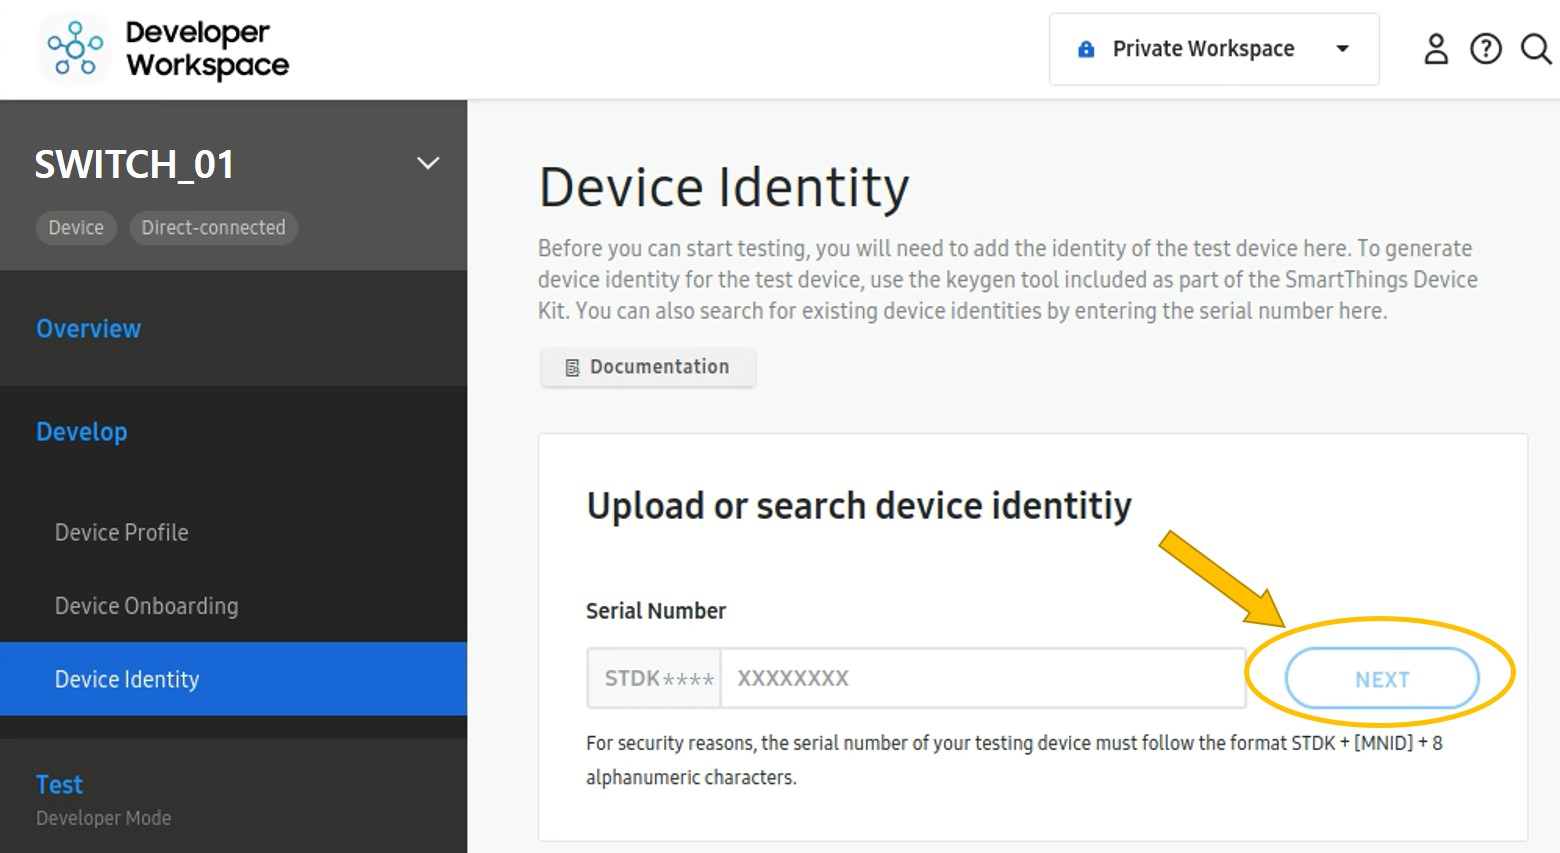 Developer
Workspace
Private Workspace
SWITCH_01
Device
Direct-connected
Overview
Develop
Device Profile
Device Onboarding
Device Identity
Test
Developer Mode
Device Identity
Before you can start testing, you will need to add the identity of the test device here. To generate
device identity for the test device, use the keygen tool included as part of the SmartThings Device
Kit. You can also search for existing device identities by entering the serial number here.
Documentation
Upload or search device identitiy
Serial Number
STDK**** XXXXXXXX
NEXT
For security reasons, the serial number of your testing device must follow the format STDK + [MNID] + 8
alphanumeric characters.